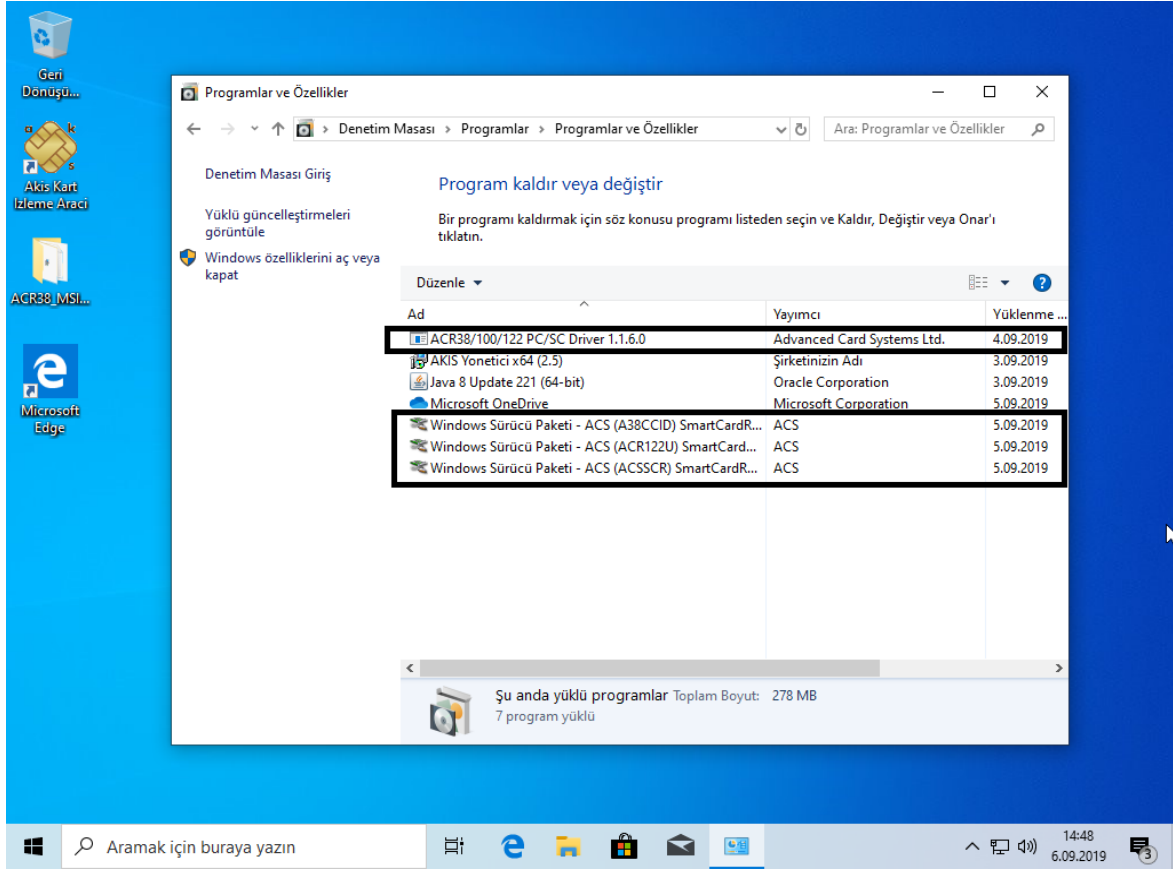 Geri
Dönüşü...
a k
s
Akis Kart
Izleme Araci
ACR38_MSI...
Microsoft
Edge
Programlar ve Özellikler
Denetim Masası > Programlar > Programlar ve Özellikler
Ara: Programlar ve Özellikler
Denetim Masası Giriş
Yüklü güncelleştirmeleri
görüntüle
Windows özelliklerini aç veya
kapat
Program kaldır veya değiştir
Bir programı kaldırmak için söz konusu programı listeden seçin ve Kaldır, Değiştir veya Onar'ı
tıklatın.
Düzenle
Ad Yayımcı Yüklenme ...
ACR38/100/122 PC/SC Driver 1.1.6.0 Advanced Card Systems Ltd. 4.09.2019
AKIS Yonetici x64 (2.5) Şirketinizin Adı 3.09.2019
Java 8 Update 221 (64-bit) Oracle Corporation 3.09.2019
Microsoft OneDrive Microsoft Corporation 5.09.2019
Windows Sürücü Paketi - ACS (A38CCID) SmartCardR... ACS 5.09.2019
Windows Sürücü Paketi - ACS (ACR122U) SmartCard... ACS 5.09.2019
Windows Sürücü Paketi - ACS (ACSSCR) SmartCardR... ACS 5.09.2019
Şu anda yüklü programlar Toplam Boyut: 278 MB
7 program yüklü
Aramak için buraya yazın
14:48
6.09.2019
3